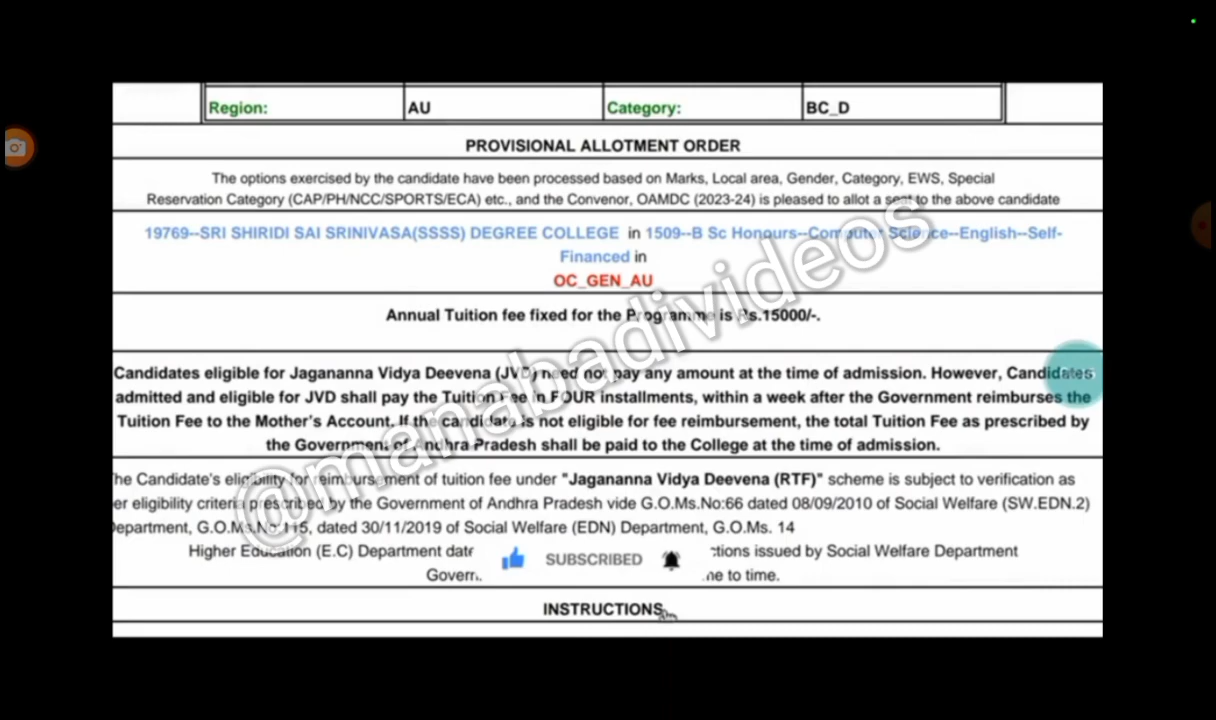 Region: AU Category: BC_D
PROVISIONAL ALLOTMENT ORDER
The options exercised by the candidate have been processed based on Marks, Local area, Gender, Category, EWS, Special
Reservation Category (CAP/PH/NCC/SPORTS/ECA) etc., and the Convenor, OAMDC (2023-24) is pleased to allot a seat to the above candidate
19769--SRI SHIRIDI SAI SRINIVASA(SSSS) DEGREE COLLEGE in 1509--B Sc Honours--Computer Science--English--Self-
Financed in
OC_GEN_AU
Annual Tuition fee fixed for the Programme is Rs.15000/-.
Candidates eligible for Jagananna Vidya Deevena (JVD) need not pay any amount at the time of admission. However, Candidates
admitted and eligible for JVD shall pay the Tuition Fee in FOUR installments, within a week after the Government reimburses the
Tuition Fee to the Mother's Account. If the candidate is not eligible for fee reimbursement, the total Tuition Fee as prescribed by
the Government of Andhra Pradesh shall be paid to the College at the time of admission.
The Candidate's eligibility for reimbursement of tuition fee under "Jagananna Vidya Deevena (RTF)" scheme is subject to verification as
er eligibility criteria prescribed by the Government of Andhra Pradesh vide G.O.Ms.No:66 dated 08/09/2010 of Social Welfare (SW.EDN.2)
Department, G.O.Ms.No:115, dated 30/11/2019 of Social Welfare (EDN) Department, G.O.Ms. 14
Higher Education (E.C) Department date ctions issued by Social Welfare Department
SUBSCRIBED
Govern me to time.
INSTRUCTIONS
@manabadivideos